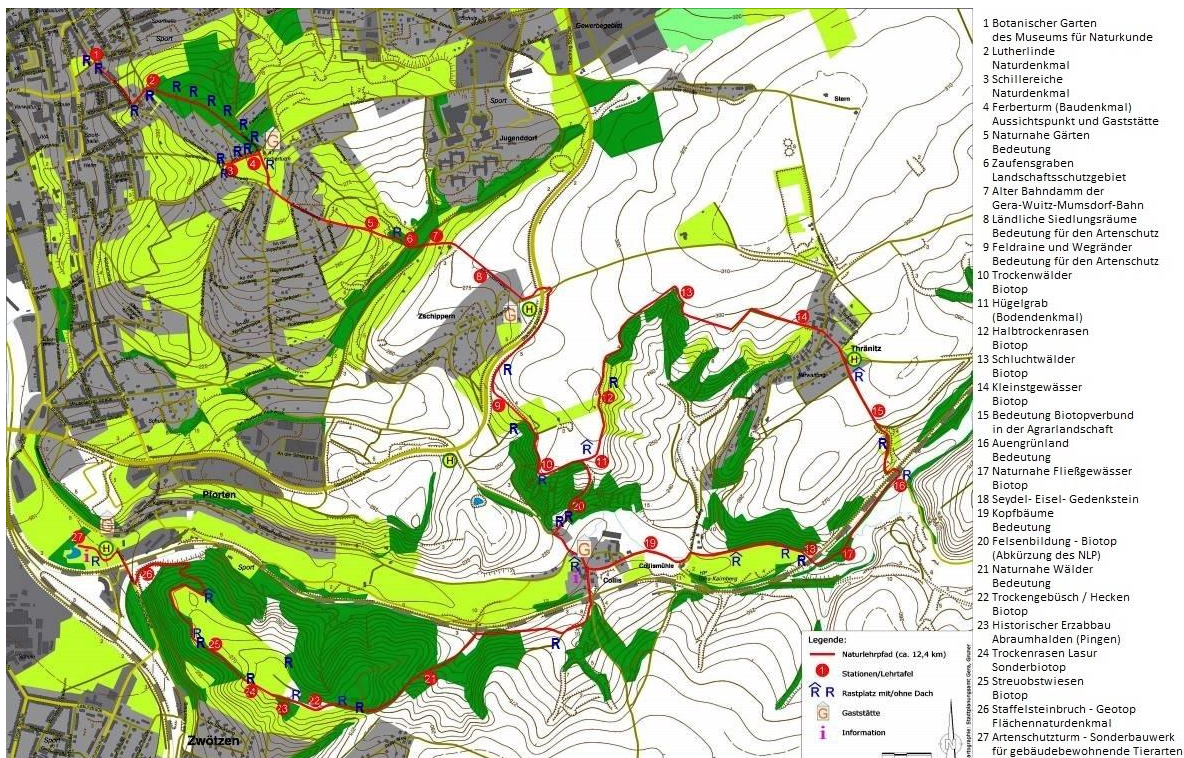 1 Botanischer Garten
des Museums für Naturkunde
2 Lutherlinde
Naturdenkmal
3 Schillereiche
Naturdenkmal
4 Ferberturm (Baudenkmal)
Aussichtspunkt und Gaststätte
5 Naturnahe Gärten
Bedeutung
6 Zaufensgraben
Landschaftsschutzgebiet
7 Alter Bahndamm der
Gera-Wuitz-Mumsdorf-Bahn
8 Ländliche Siedlungsräume
Bedeutung für den Artenschutz
9 Feldraine und Wegränder
Bedeutung für den Artenschutz
10 Trockenwälder
Biotop
11 Hügelgrab
(Bodendenkmal)
12 Halbtrockenrasen
Biotop
13 Schluchtwälder
Biotop
14 Kleinstgewässer
Biotop
15 Bedeutung Biotopverbund
in der Agrarlandschaft
16 Auengrünland
Bedeutung
17 Naturnahe Fließgewässer
Biotop
18 Seytel- Eisel- Gedenkstein
19 Kopfbäume
Bedeutung
20 Felsenbildung - Biotop
(Abkürzung des NLP)
21 Naturnahe Wälder
Bedeutung
22 Trockengebüsch / Hecken
Biotop
23 Historischer Erzabbau
Abraumhalden (Pingen)
24 Trockenrasen Lasur
Sonderbiotop
25 Streuobstwiesen
Biotop
26 Staffelsteinbruch - Geotop
Flächennaturdenkmal
27 Artenschutzturm - Sonderbauwerk
für gebäudebewohnende Tierarten
Sport
Gewerbegebiet
Sport
Jugenddorf
Stern
Zschippern
Thränitz
Pforten
Sport
Collis
Collismühle
Zwötzen
Legende:
Naturlehrpfad (ca. 12,4 km)
1 Stationen/Lehrtafel
R R Rastplatz mit/ohne Dach
G Gaststätte
i Information